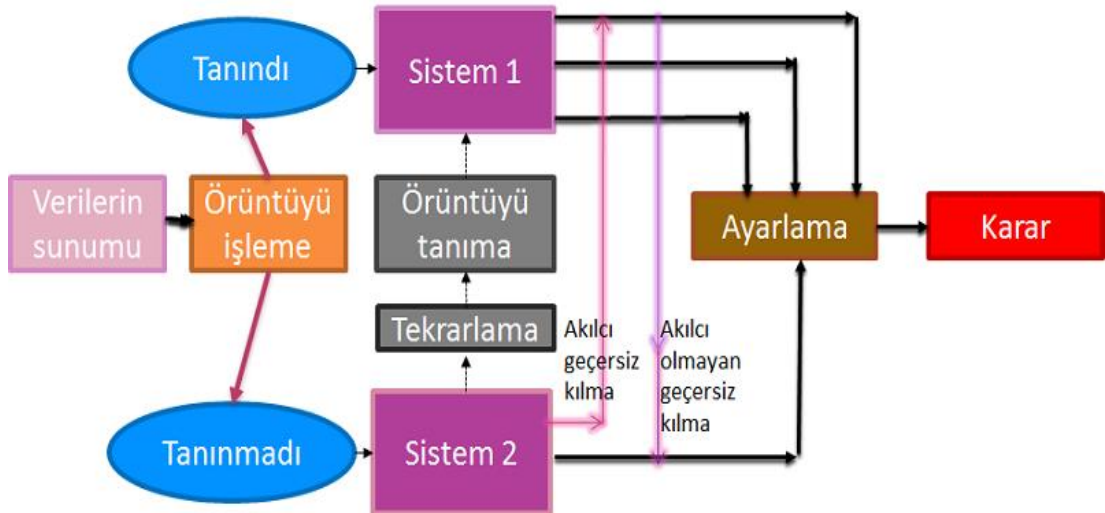 Tanındı
Sistem 1
Verilerin
sunumu
Örüntüyü
işleme
Örüntüyü
tanıma
Ayarlama
Karar
Tekrarlama
Akılcı
geçersiz
kılma
Akılcı
olmayan
geçersiz
kılma
Tanınmadı
Sistem 2